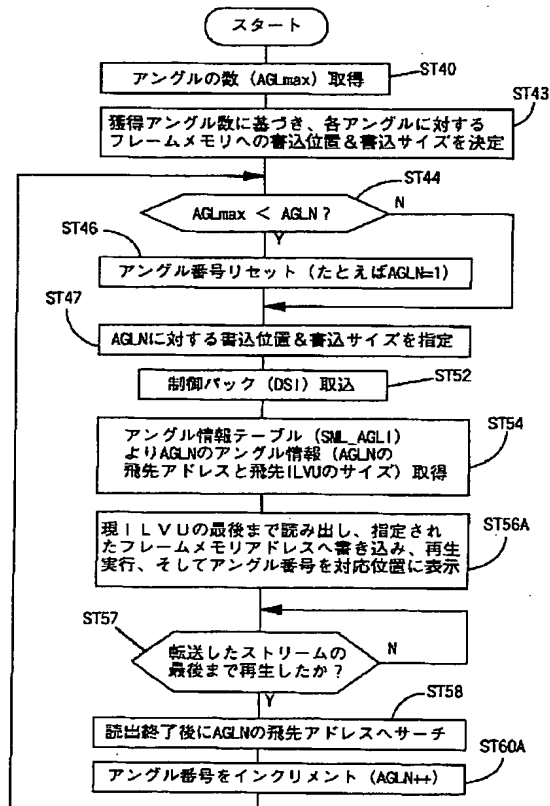 スタート
アングルの数（AGLmax）取得
ST40
ST43
獲得アングル数に基づき、各アングルに対する
フレームメモリへの書込位置＆書込サイズを決定
ST44
AGLmax ＜ AGLN？
N
Y
ST46
アングル番号リセット（たとえばAGLN=1）
ST47
AGLNに対する書込位置＆書込サイズを指定
制御パック（DSI）取込
ST52
アングル情報テーブル（SML_AGLI）
よりAGLNのアングル情報（AGLNの
飛先アドレスと飛先ILVUのサイズ）取得
ST54
現ＩＬＶＵの最後まで読み出し、指定され
たフレームメモリアドレスへ書き込み、再生
実行、そしてアングル番号を対応位置に表示
ST56A
ST57
転送したストリームの
最後まで再生したか？
N
Y
ST58
読出終了後にAGLNの飛先アドレスへサーチ
ST60A
アングル番号をインクリメント（AGLN++）